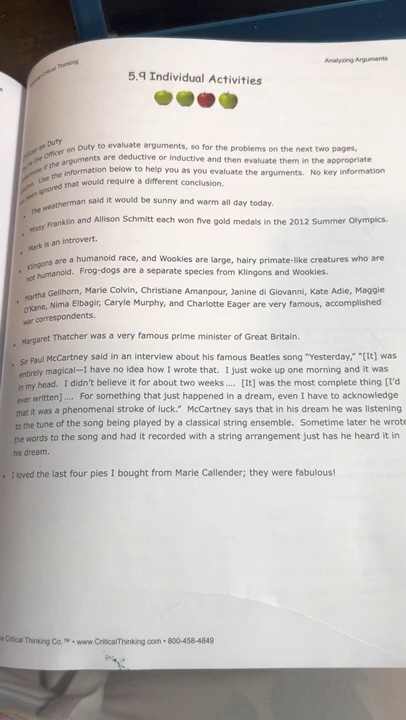 Critical Thinking
Analyzing Arguments
5.9 Individual Activities
Officer on Duty
the Officer on Duty to evaluate arguments, so for the problems on the next two pages,
if the arguments are deductive or inductive and then evaluate them in the appropriate
Use the information below to help you as you evaluate the arguments. No key information
been ignored that would require a different conclusion.
• The weatherman said it would be sunny and warm all day today.
• Missy Franklin and Allison Schmitt each won five gold medals in the 2012 Summer Olympics.
• Mark is an introvert.
• Klingons are a humanoid race, and Wookies are large, hairy primate-like creatures who are
not humanoid. Frog-dogs are a separate species from Klingons and Wookies.
• Martha Gellhorn, Marie Colvin, Christiane Amanpour, Janine di Giovanni, Kate Adie, Maggie
O'Kane, Nima Elbagir, Caryle Murphy, and Charlotte Eager are very famous, accomplished
war correspondents.
• Margaret Thatcher was a very famous prime minister of Great Britain.
• Sir Paul McCartney said in an interview about his famous Beatles song "Yesterday," "[It] was
entirely magical—I have no idea how I wrote that. I just woke up one morning and it was
in my head. I didn't believe it for about two weeks .... [It] was the most complete thing [I'd
ever written] .... For something that just happened in a dream, even I have to acknowledge
that it was a phenomenal stroke of luck." McCartney says that in his dream he was listening
to the tune of the song being played by a classical string ensemble. Sometime later he wrote
the words to the song and had it recorded with a string arrangement just has he heard it in
his dream.
• I loved the last four pies I bought from Marie Callender; they were fabulous!
Critical Thinking Co.™ • www.CriticalThinking.com • 800-458-4849